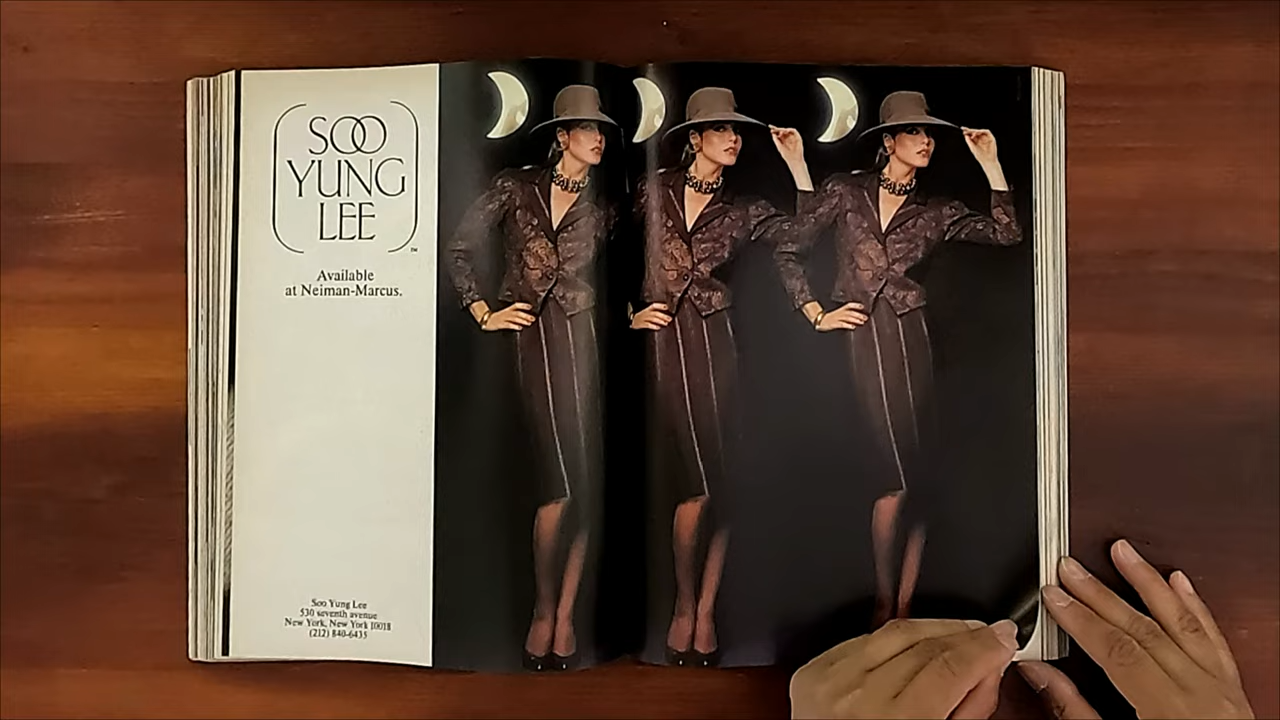 SOO
YUNG
LEE
™
Available
at Neiman-Marcus.
Soo Yung Lee
530 seventh avenue
New York, New York 10018
(212) 840-6435